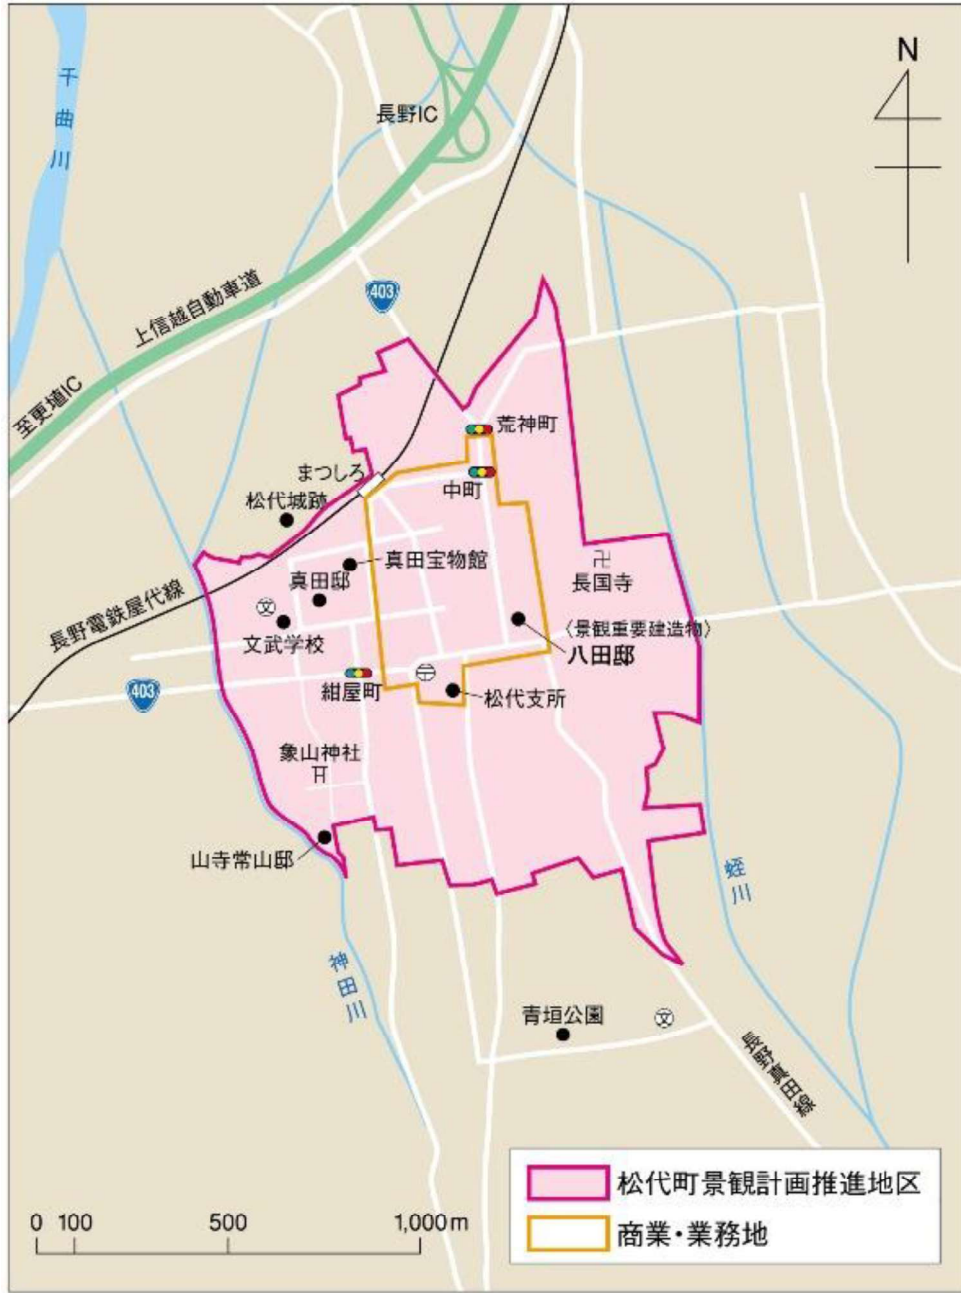 N
千曲川
長野IC
403
上信越自動車道
至更埴IC
荒神町
まつしろ
中町
松代城跡
真田宝物館
卍
長国寺
真田邸
長野電鉄屋代線
文
文武学校
〈景観重要建造物〉
八田邸
403
紺屋町
〒
松代支所
象山神社
山寺常山邸
蛭川
神田川
青垣公園
文
長野真田線
松代町景観計画推進地区
商業・業務地
0 100 500 1,000m